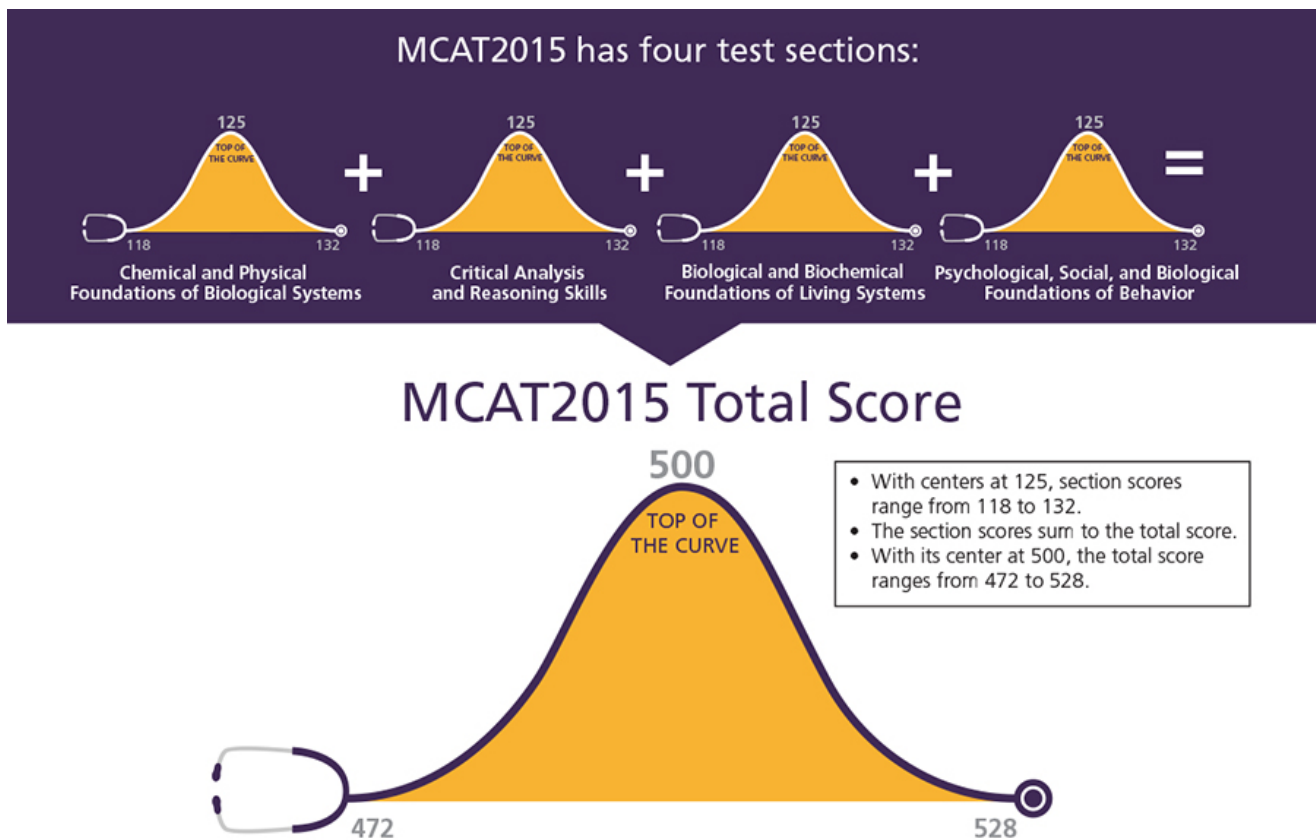 MCAT2015 has four test sections:
125
TOP OF
THE CURVE
118
132
Chemical and Physical
Foundations of Biological Systems
+
125
TOP OF
THE CURVE
118
132
Critical Analysis
and Reasoning Skills
+
125
TOP OF
THE CURVE
118
132
Biological and Biochemical
Foundations of Living Systems
+
125
TOP OF
THE CURVE
118
132
Psychological, Social, and Biological
Foundations of Behavior
=
MCAT2015 Total Score
500
TOP OF
THE CURVE
472
528
• With centers at 125, section scores
range from 118 to 132.
• The section scores sum to the total score.
• With its center at 500, the total score
ranges from 472 to 528.